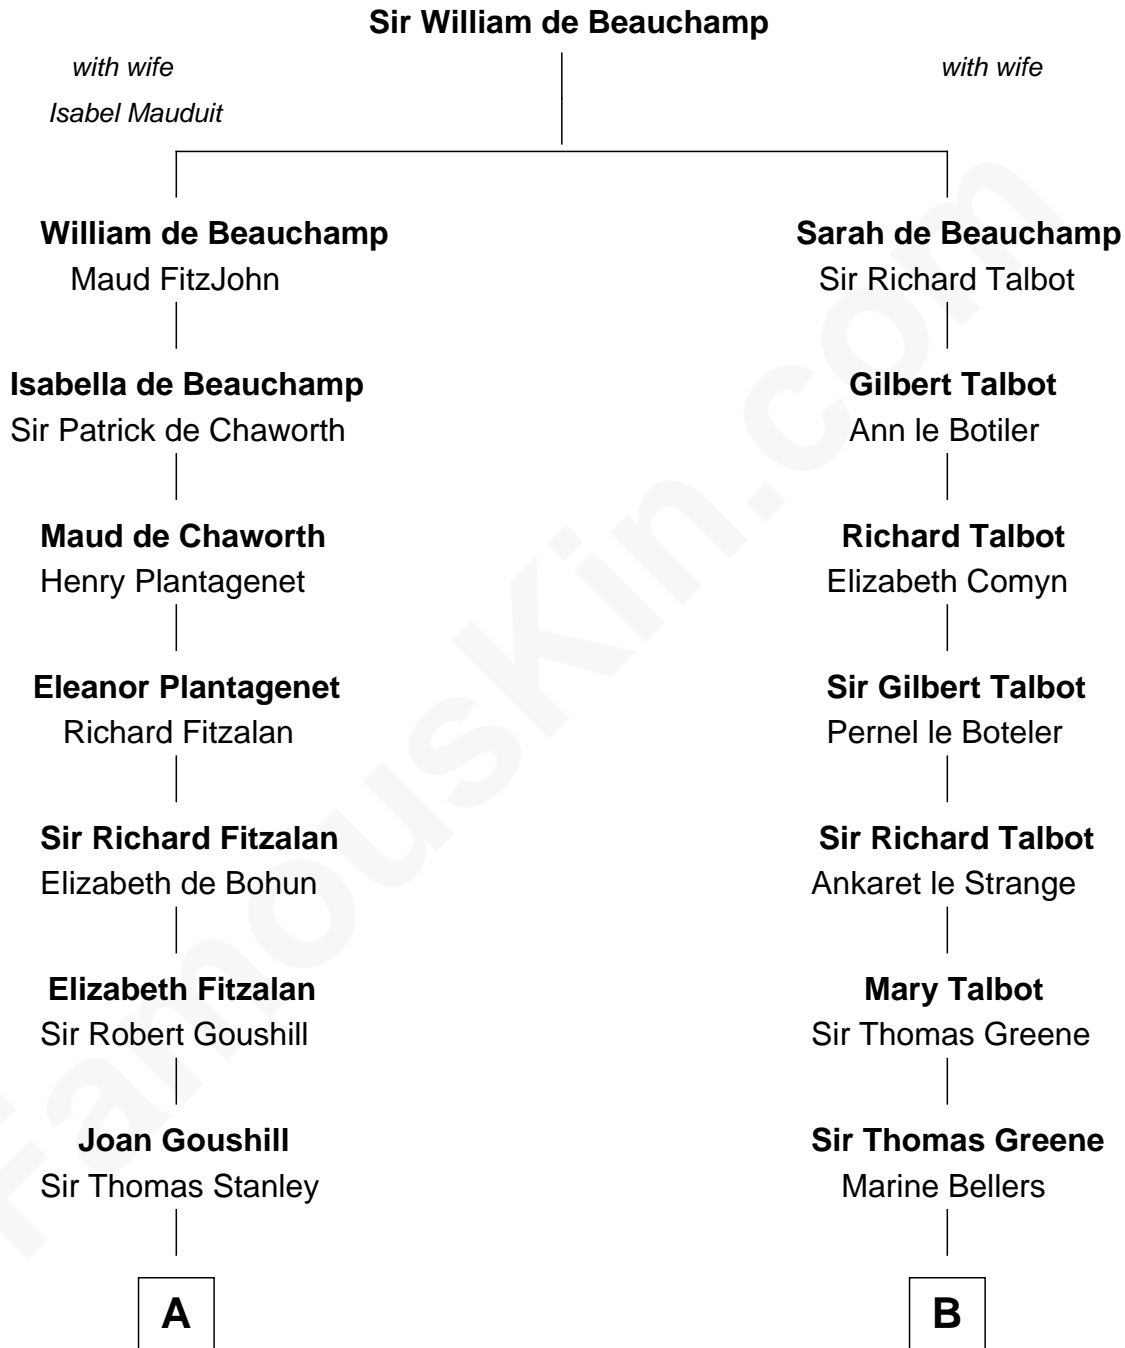 Sir William de Beauchamp
with wife
Isabel Mauduit
with wife
William de Beauchamp
Maud FitzJohn
Sarah de Beauchamp
Sir Richard Talbot
Isabella de Beauchamp
Sir Patrick de Chaworth
Gilbert Talbot
Ann le Botiler
Maud de Chaworth
Henry Plantagenet
Richard Talbot
Elizabeth Comyn
Eleanor Plantagenet
Richard Fitzalan
Sir Gilbert Talbot
Pernel le Boteler
Sir Richard Fitzalan
Elizabeth de Bohun
Sir Richard Talbot
Ankaret le Strange
Elizabeth Fitzalan
Sir Robert Goushill
Mary Talbot
Sir Thomas Greene
Joan Goushill
Sir Thomas Stanley
Sir Thomas Greene
Marine Bellers
A
B
FamousKin.com